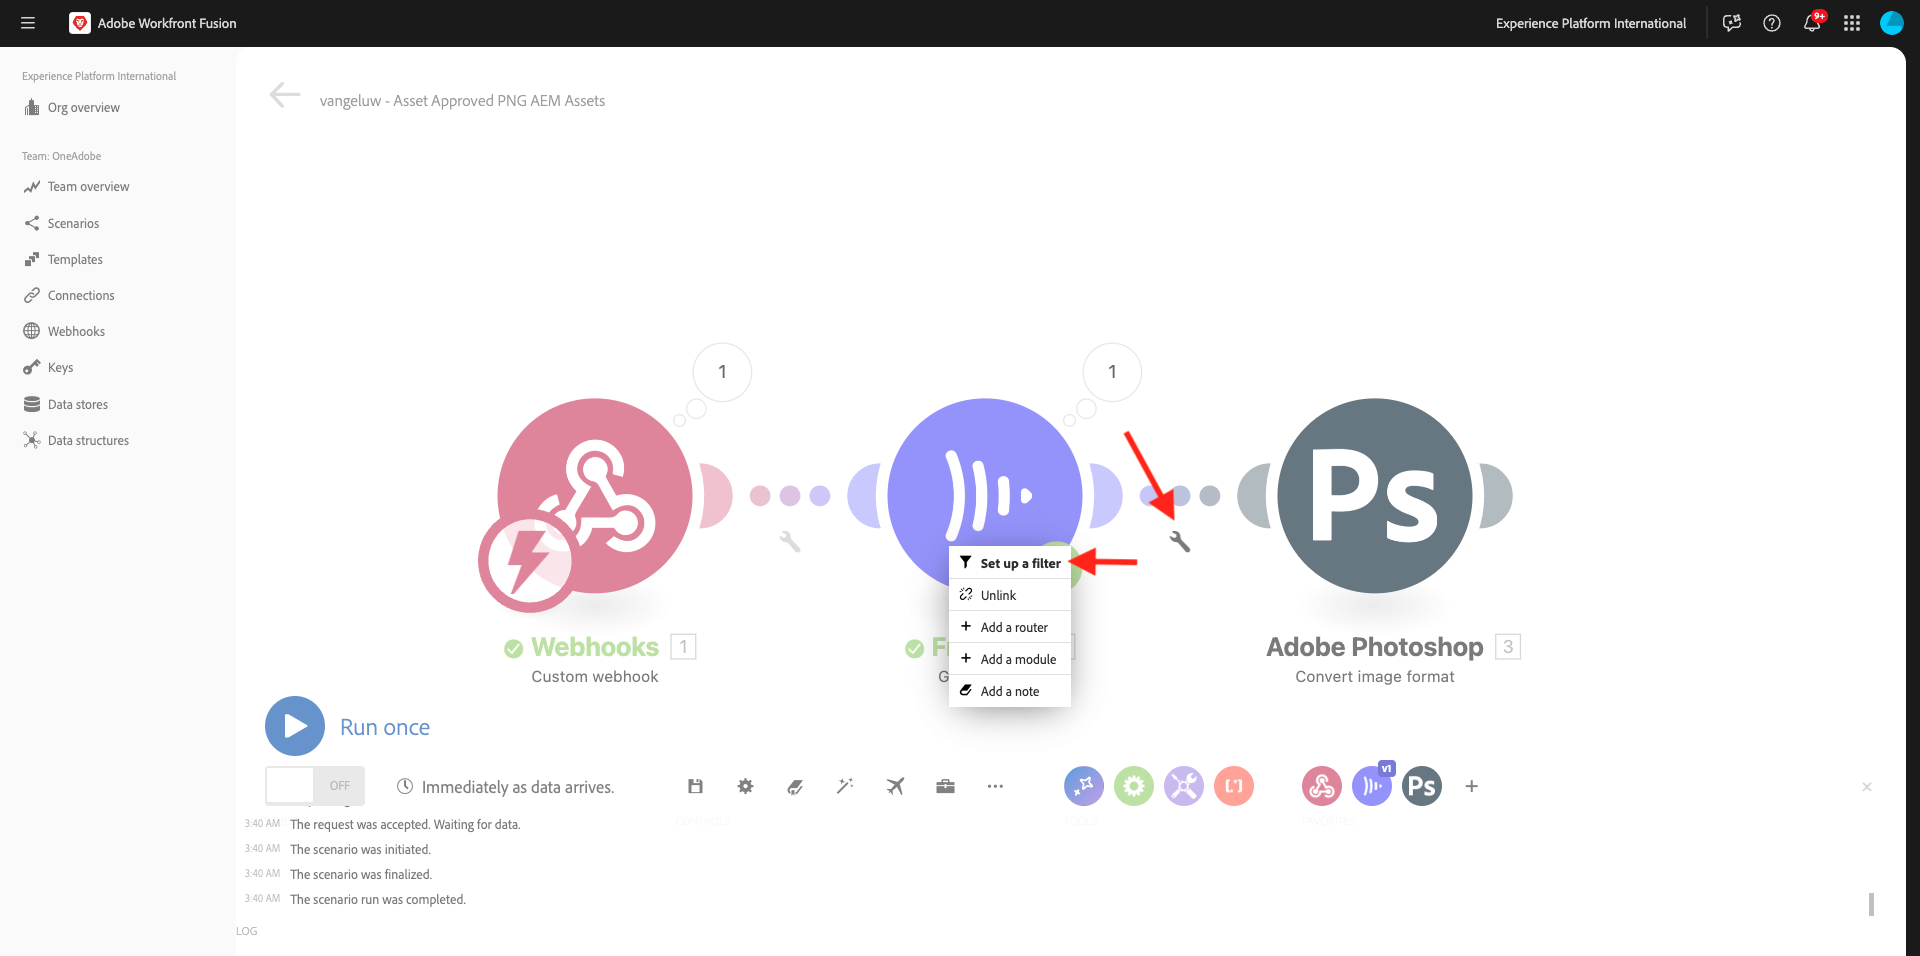 Adobe Workfront Fusion
Experience Platform International
9+
Experience Platform International
Org overview
Team: OneAdobe
Team overview
Scenarios
Templates
Connections
Webhooks
Keys
Data stores
Data structures
vangeluw - Asset Approved PNG AEM Assets
1
1
Ps
Set up a filter
Unlink
Add a router
Add a module
Add a note
Webhooks 1
Custom webhook
F
G
Adobe Photoshop 3
Convert image format
Run once
OFF
Immediately as data arrives.
v1
Ps
CONTROLS
TOOLS
FAVORITES
3:40 AM The request was accepted. Waiting for data.
3:40 AM The scenario was initiated.
3:40 AM The scenario was finalized.
3:40 AM The scenario run was completed.
LOG